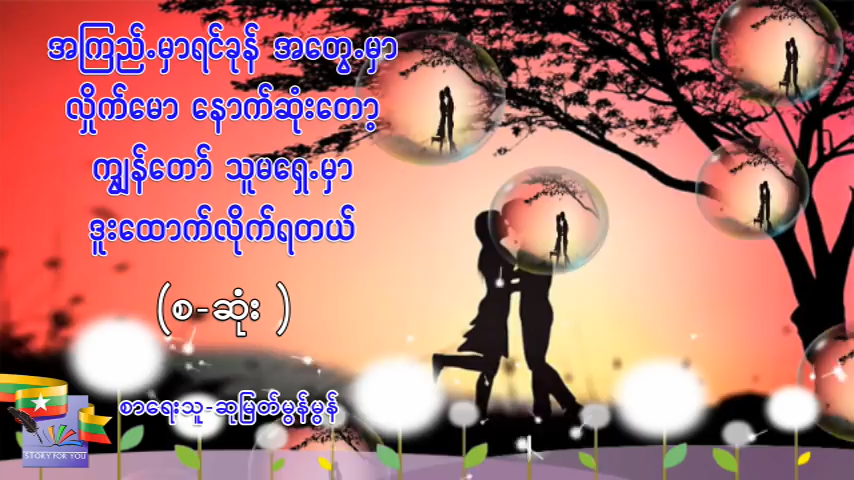 အကြည့်မှာရင်ခုန် အတွေ့မှာ
လှိုက်မော နောက်ဆုံးတော့
ကျွန်တော် သူမရှေ့မှာ
ဒူးထောက်လိုက်ရတယ်
(စ-ဆုံး )
စာရေးသူ-ဆုမြတ်မွန်မွန်
STORY FOR YOU